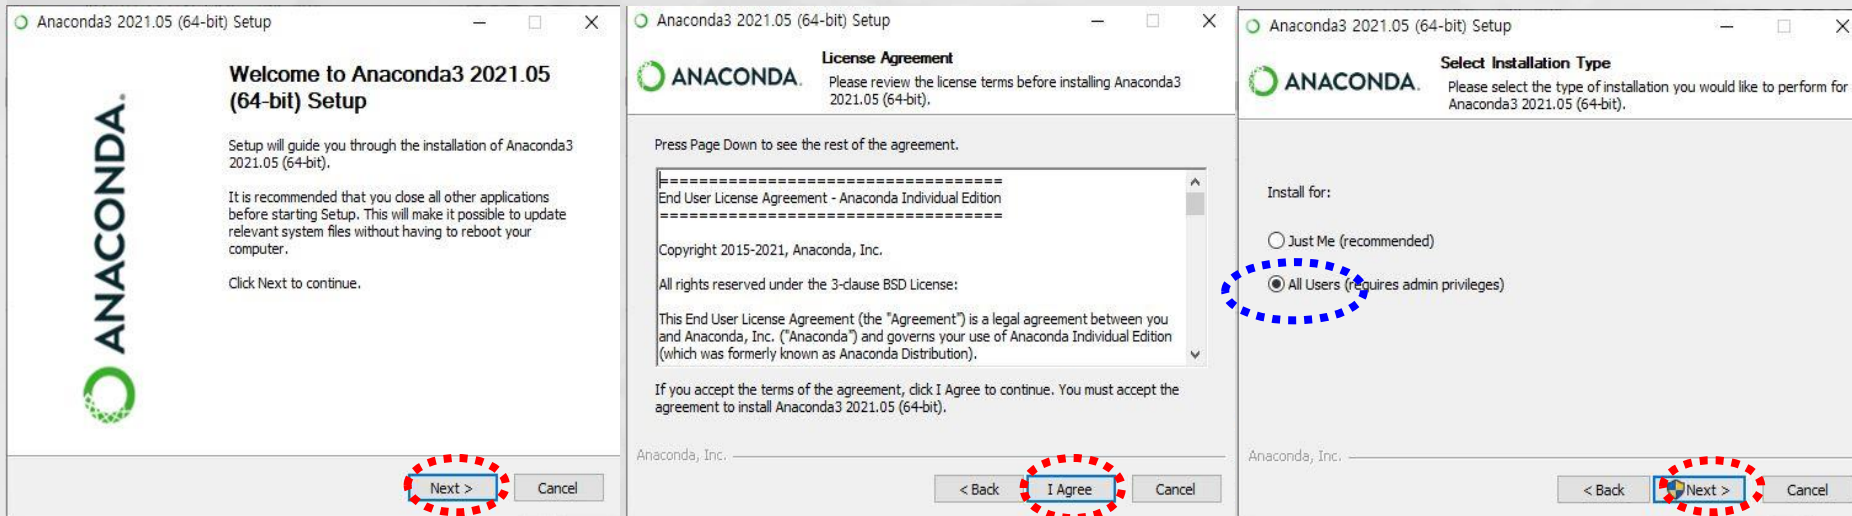 Anaconda3 2021.05 (64-bit) Setup
ANACONDA.
Welcome to Anaconda3 2021.05
(64-bit) Setup
Setup will guide you through the installation of Anaconda3
2021.05 (64-bit).
It is recommended that you close all other applications
before starting Setup. This will make it possible to update
relevant system files without having to reboot your
computer.
Click Next to continue.
Next >
Cancel
Anaconda3 2021.05 (64-bit) Setup
ANACONDA.
License Agreement
Please review the license terms before installing Anaconda3
2021.05 (64-bit).
Press Page Down to see the rest of the agreement.
===================================
End User License Agreement - Anaconda Individual Edition
===================================
Copyright 2015-2021, Anaconda, Inc.
All rights reserved under the 3-clause BSD License:
This End User License Agreement (the "Agreement") is a legal agreement between you
and Anaconda, Inc. ("Anaconda") and governs your use of Anaconda Individual Edition
(which was formerly known as Anaconda Distribution).
If you accept the terms of the agreement, click I Agree to continue. You must accept the
agreement to install Anaconda3 2021.05 (64-bit).
Anaconda, Inc.
< Back
I Agree
Cancel
Anaconda3 2021.05 (64-bit) Setup
ANACONDA.
Select Installation Type
Please select the type of installation you would like to perform for
Anaconda3 2021.05 (64-bit).
Install for:
Just Me (recommended)
All Users (requires admin privileges)
Anaconda, Inc.
< Back
Next >
Cancel